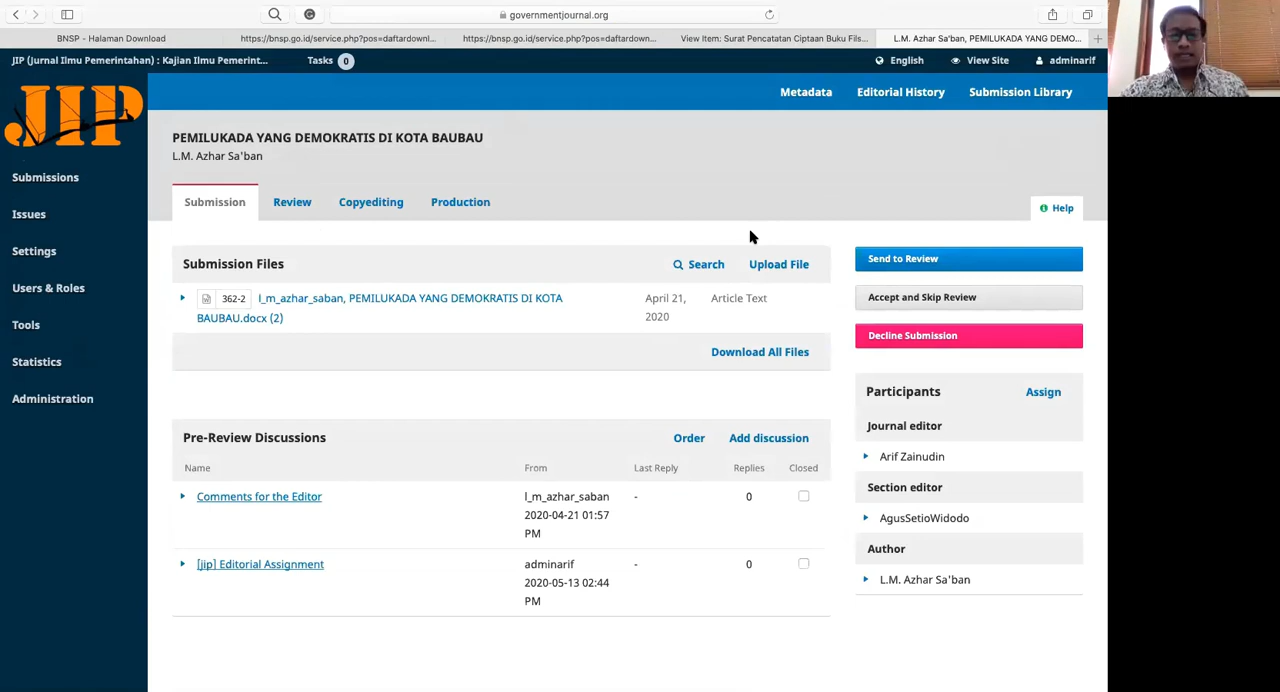 governmentjournal.org
BNSP - Halaman Download
https://bnsp.go.id/service.php?pos=daftardownl...
https://bnsp.go.id/service.php?pos=daftardown...
View Item: Surat Pencatatan Ciptaan Buku Fils...
L.M. Azhar Sa'ban, PEMILUKADA YANG DEMO...
JIP (Jurnal Ilmu Pemerintahan) : Kajian Ilmu Pemerint...
Tasks 0
English
View Site
adminarif
JIP
Metadata
Editorial History
Submission Library
Submissions
Issues
Settings
Users & Roles
Tools
Statistics
Administration
PEMILUKADA YANG DEMOKRATIS DI KOTA BAUBAU
L.M. Azhar Sa'ban
Submission
Review
Copyediting
Production
Help
Submission Files
Search
Upload File
362-2 l_m_azhar_saban, PEMILUKADA YANG DEMOKRATIS DI KOTA
BAUBAU.docx (2)
April 21,
2020
Article Text
Download All Files
Pre-Review Discussions
Order
Add discussion
Name
From
Last Reply
Replies
Closed
Comments for the Editor
l_m_azhar_saban
2020-04-21 01:57
PM
-
0
[jip] Editorial Assignment
adminarif
2020-05-13 02:44
PM
-
0
Send to Review
Accept and Skip Review
Decline Submission
Participants
Assign
Journal editor
Arif Zainudin
Section editor
AgusSetioWidodo
Author
L.M. Azhar Sa'ban